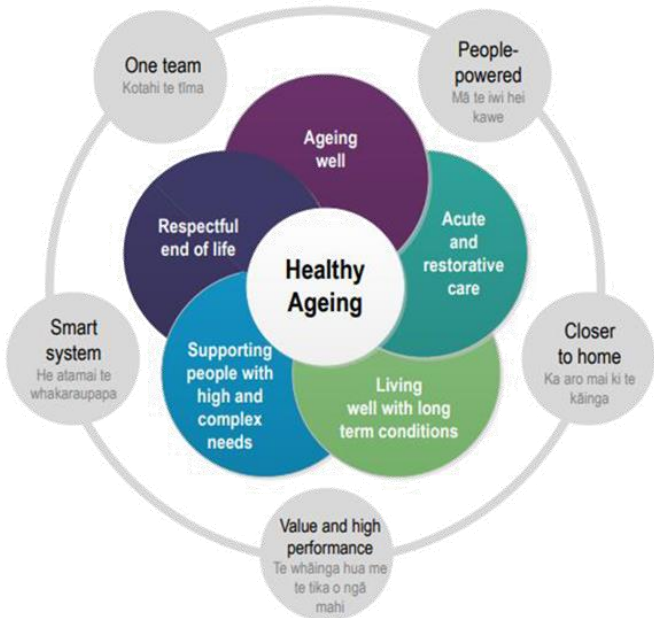 One team
Kotahi te tīma
People-
powered
Mā te iwi hei
kawe
Ageing
well
Respectful
end of life
Acute
and
restorative
care
Healthy
Ageing
Smart
system
He atamai te
whakaraupapa
Closer
to home
Ka aro mai ki te
kāinga
Supporting
people with
high and
complex
needs
Living
well with long
term conditions
Value and high
performance
Te whāinga hua me
te tika o ngā
mahi